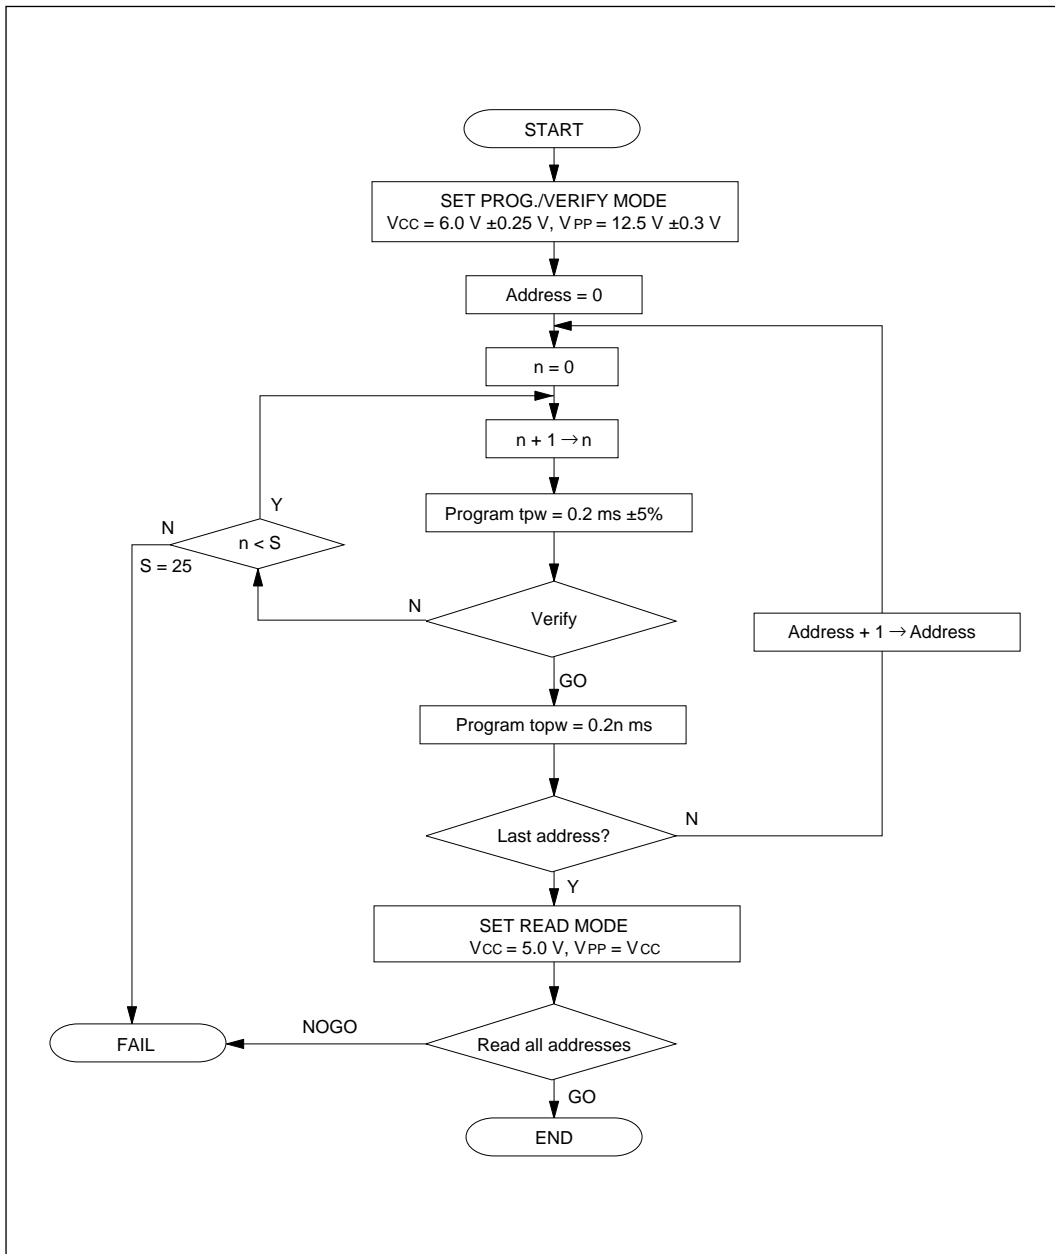 START
SET PROG./VERIFY MODE
VCC = 6.0 V ±0.25 V, VPP = 12.5 V ±0.3 V
Address = 0
n = 0
n + 1 → n
Program tpw = 0.2 ms ±5%
Y
N
n < S
S = 25
N
Verify
Address + 1 → Address
GO
Program topw = 0.2n ms
Last address?
N
Y
SET READ MODE
VCC = 5.0 V, VPP = VCC
NOGO
FAIL
Read all addresses
GO
END